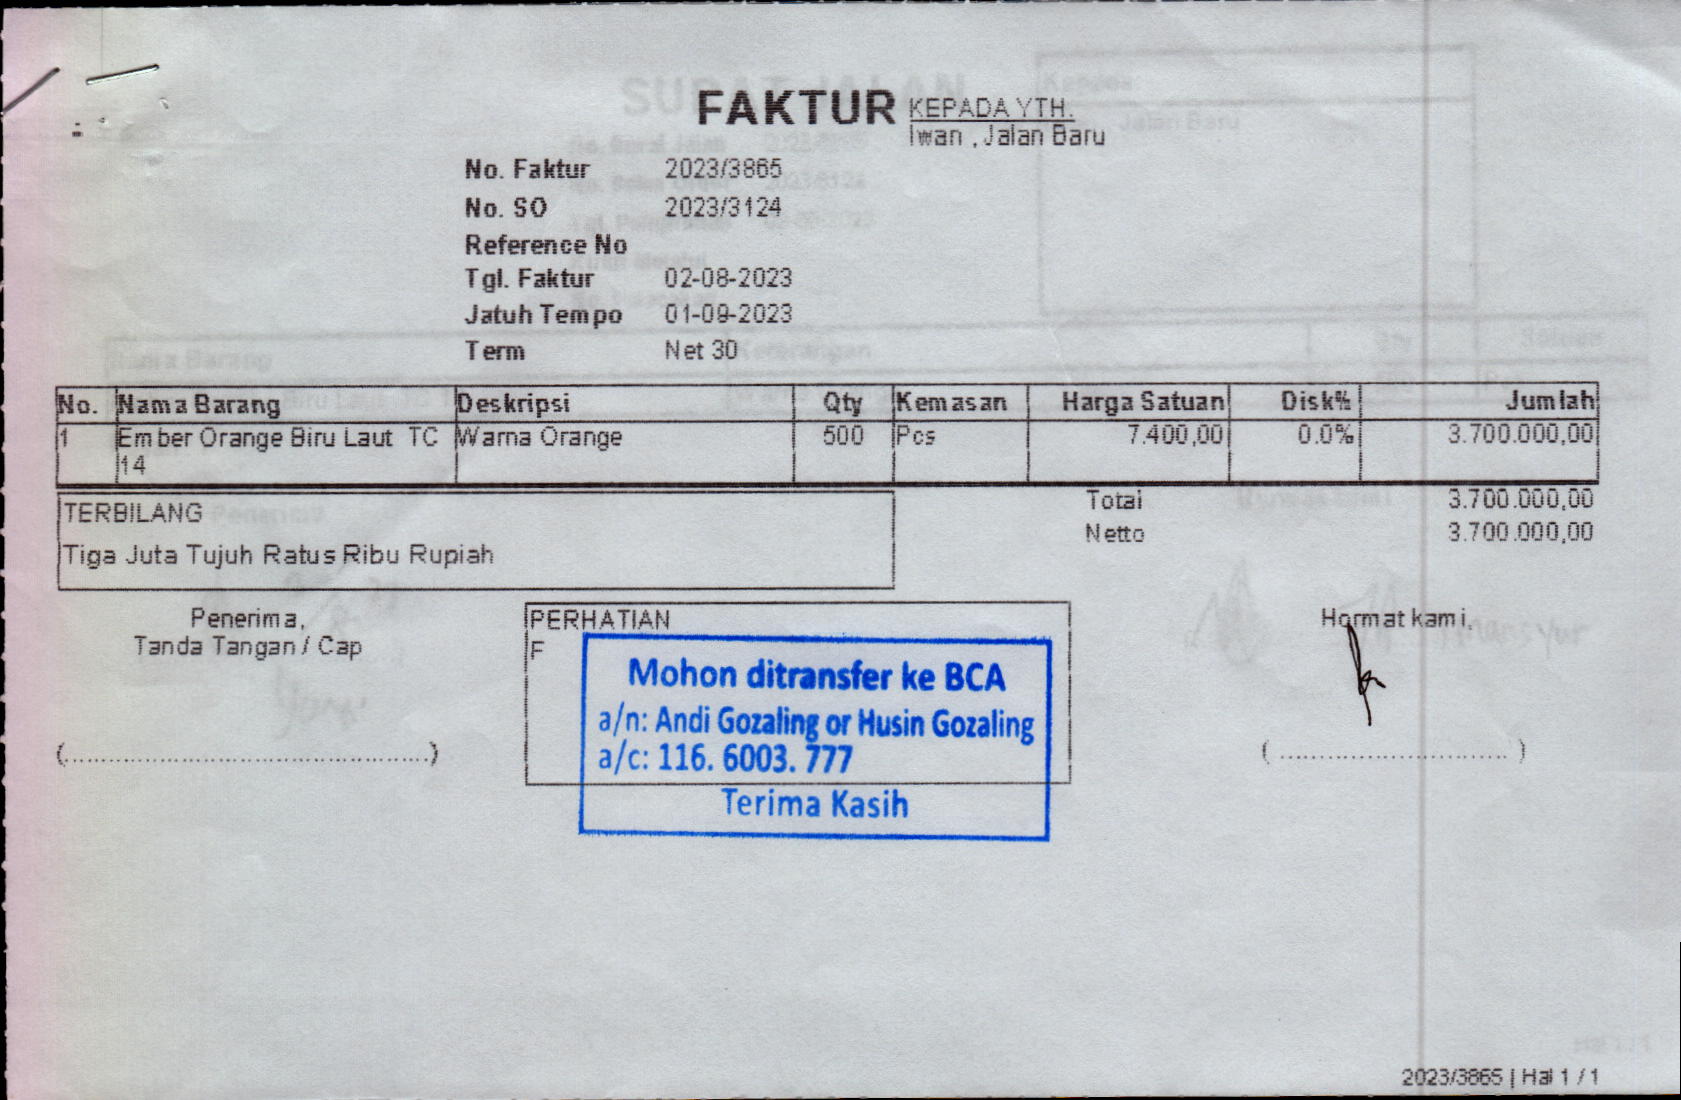 FAKTUR
KEPADA YTH.
Iwan , Jalan Baru
No. Faktur 2023/3865
No. SO 2023/3124
Reference No
Tgl. Faktur 02-08-2023
Jatuh Tempo 01-09-2023
Term Net 30
No. Nama Barang Deskripsi Qty Kemasan Harga Satuan Disk% Jumlah
1 Ember Orange Biru Laut TC Warna Orange 500 Pcs 7.400,00 0.0% 3.700.000,00
14
Total 3.700.000,00
Netto 3.700.000,00
TERBILANG
Tiga Juta Tujuh Ratus Ribu Rupiah
Penerima,
Tanda Tangan / Cap
(................................................)
PERHATIAN
F
Mohon ditransfer ke BCA
a/n: Andi Gozaling or Husin Gozaling
a/c: 116. 6003. 777
Terima Kasih
Hormat kami,
( .............................. )
2023/3865 | Hal 1 / 1